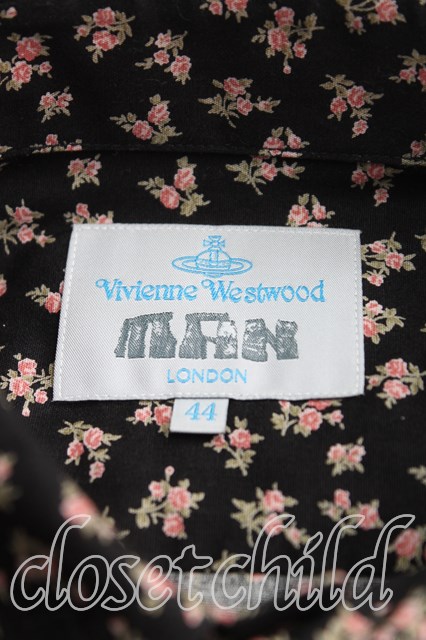 Vivienne Westwood
MAN
LONDON
44
closetchild